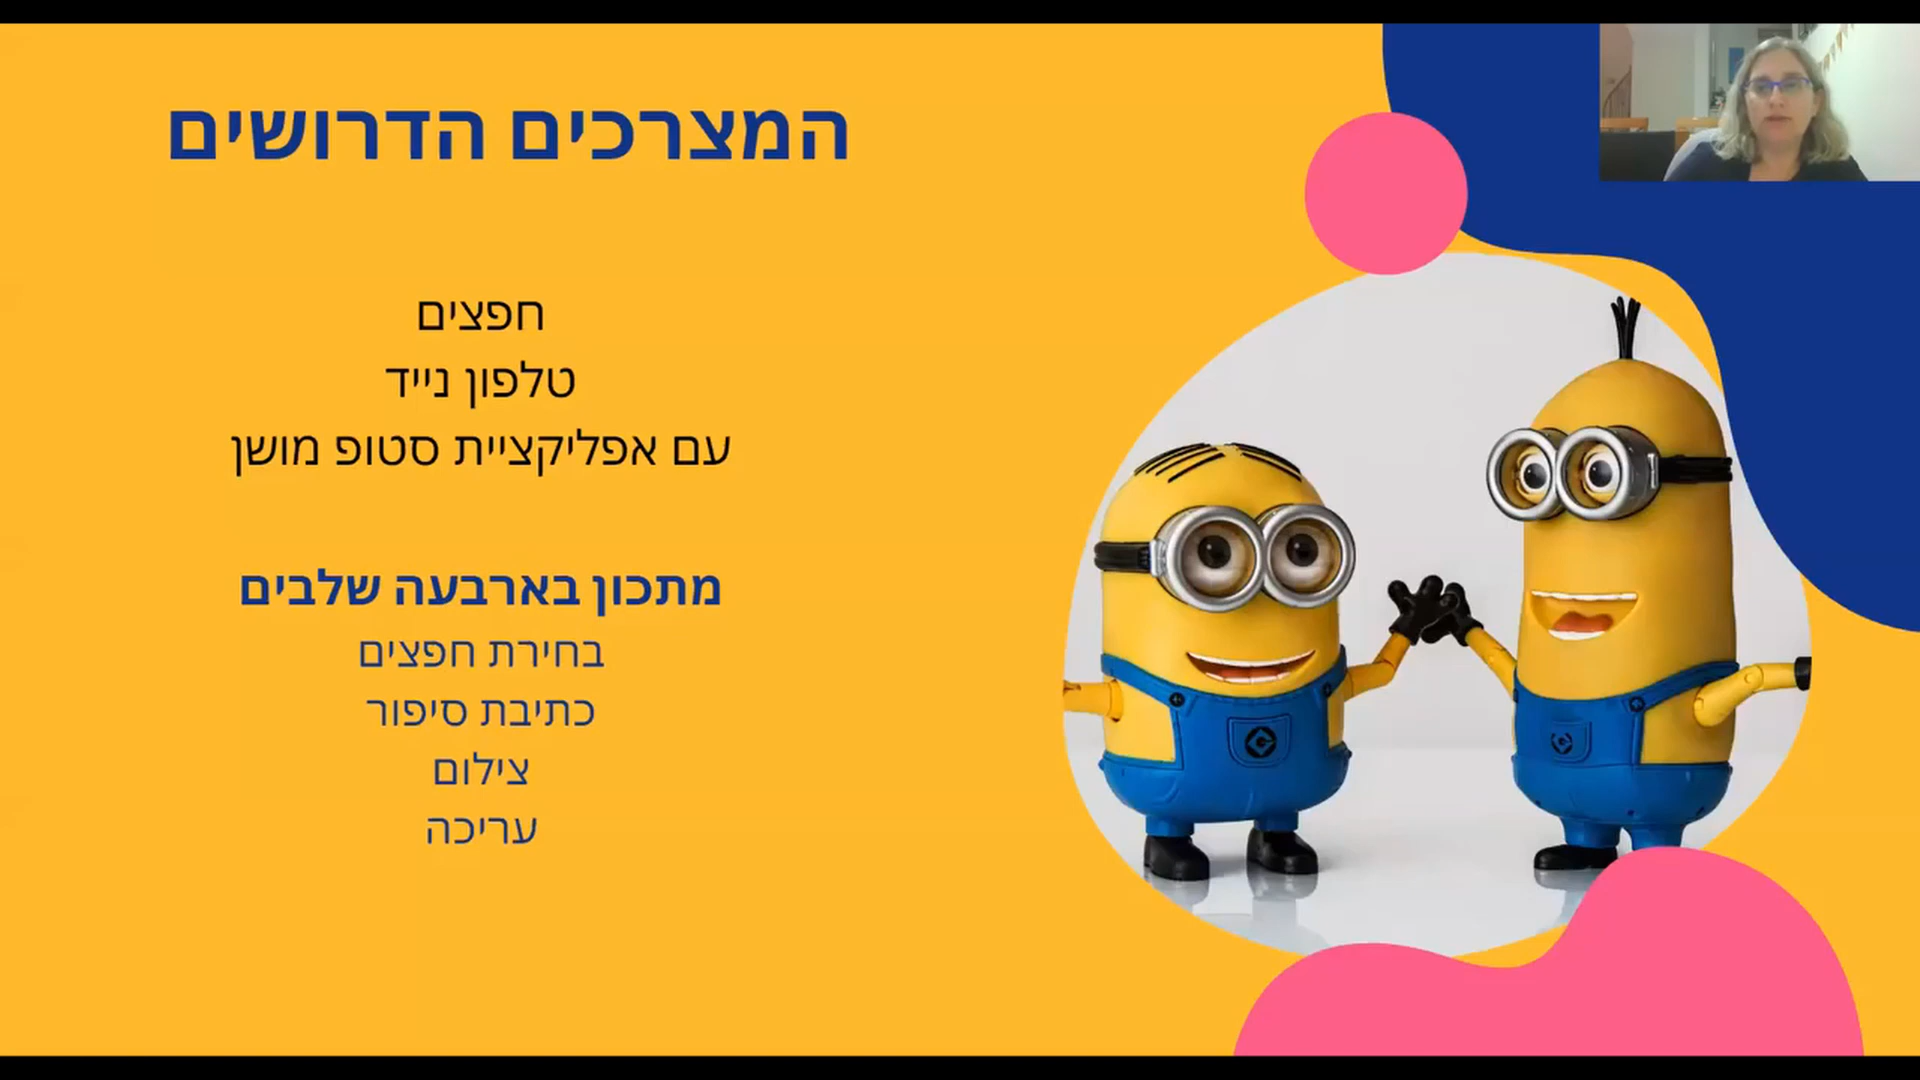 המצרכים הדרושים
חפצים
טלפון נייד
עם אפליקציית סטופ מושן
מתכון בארבעה שלבים
בחירת חפצים
כתיבת סיפור
צילום
עריכה